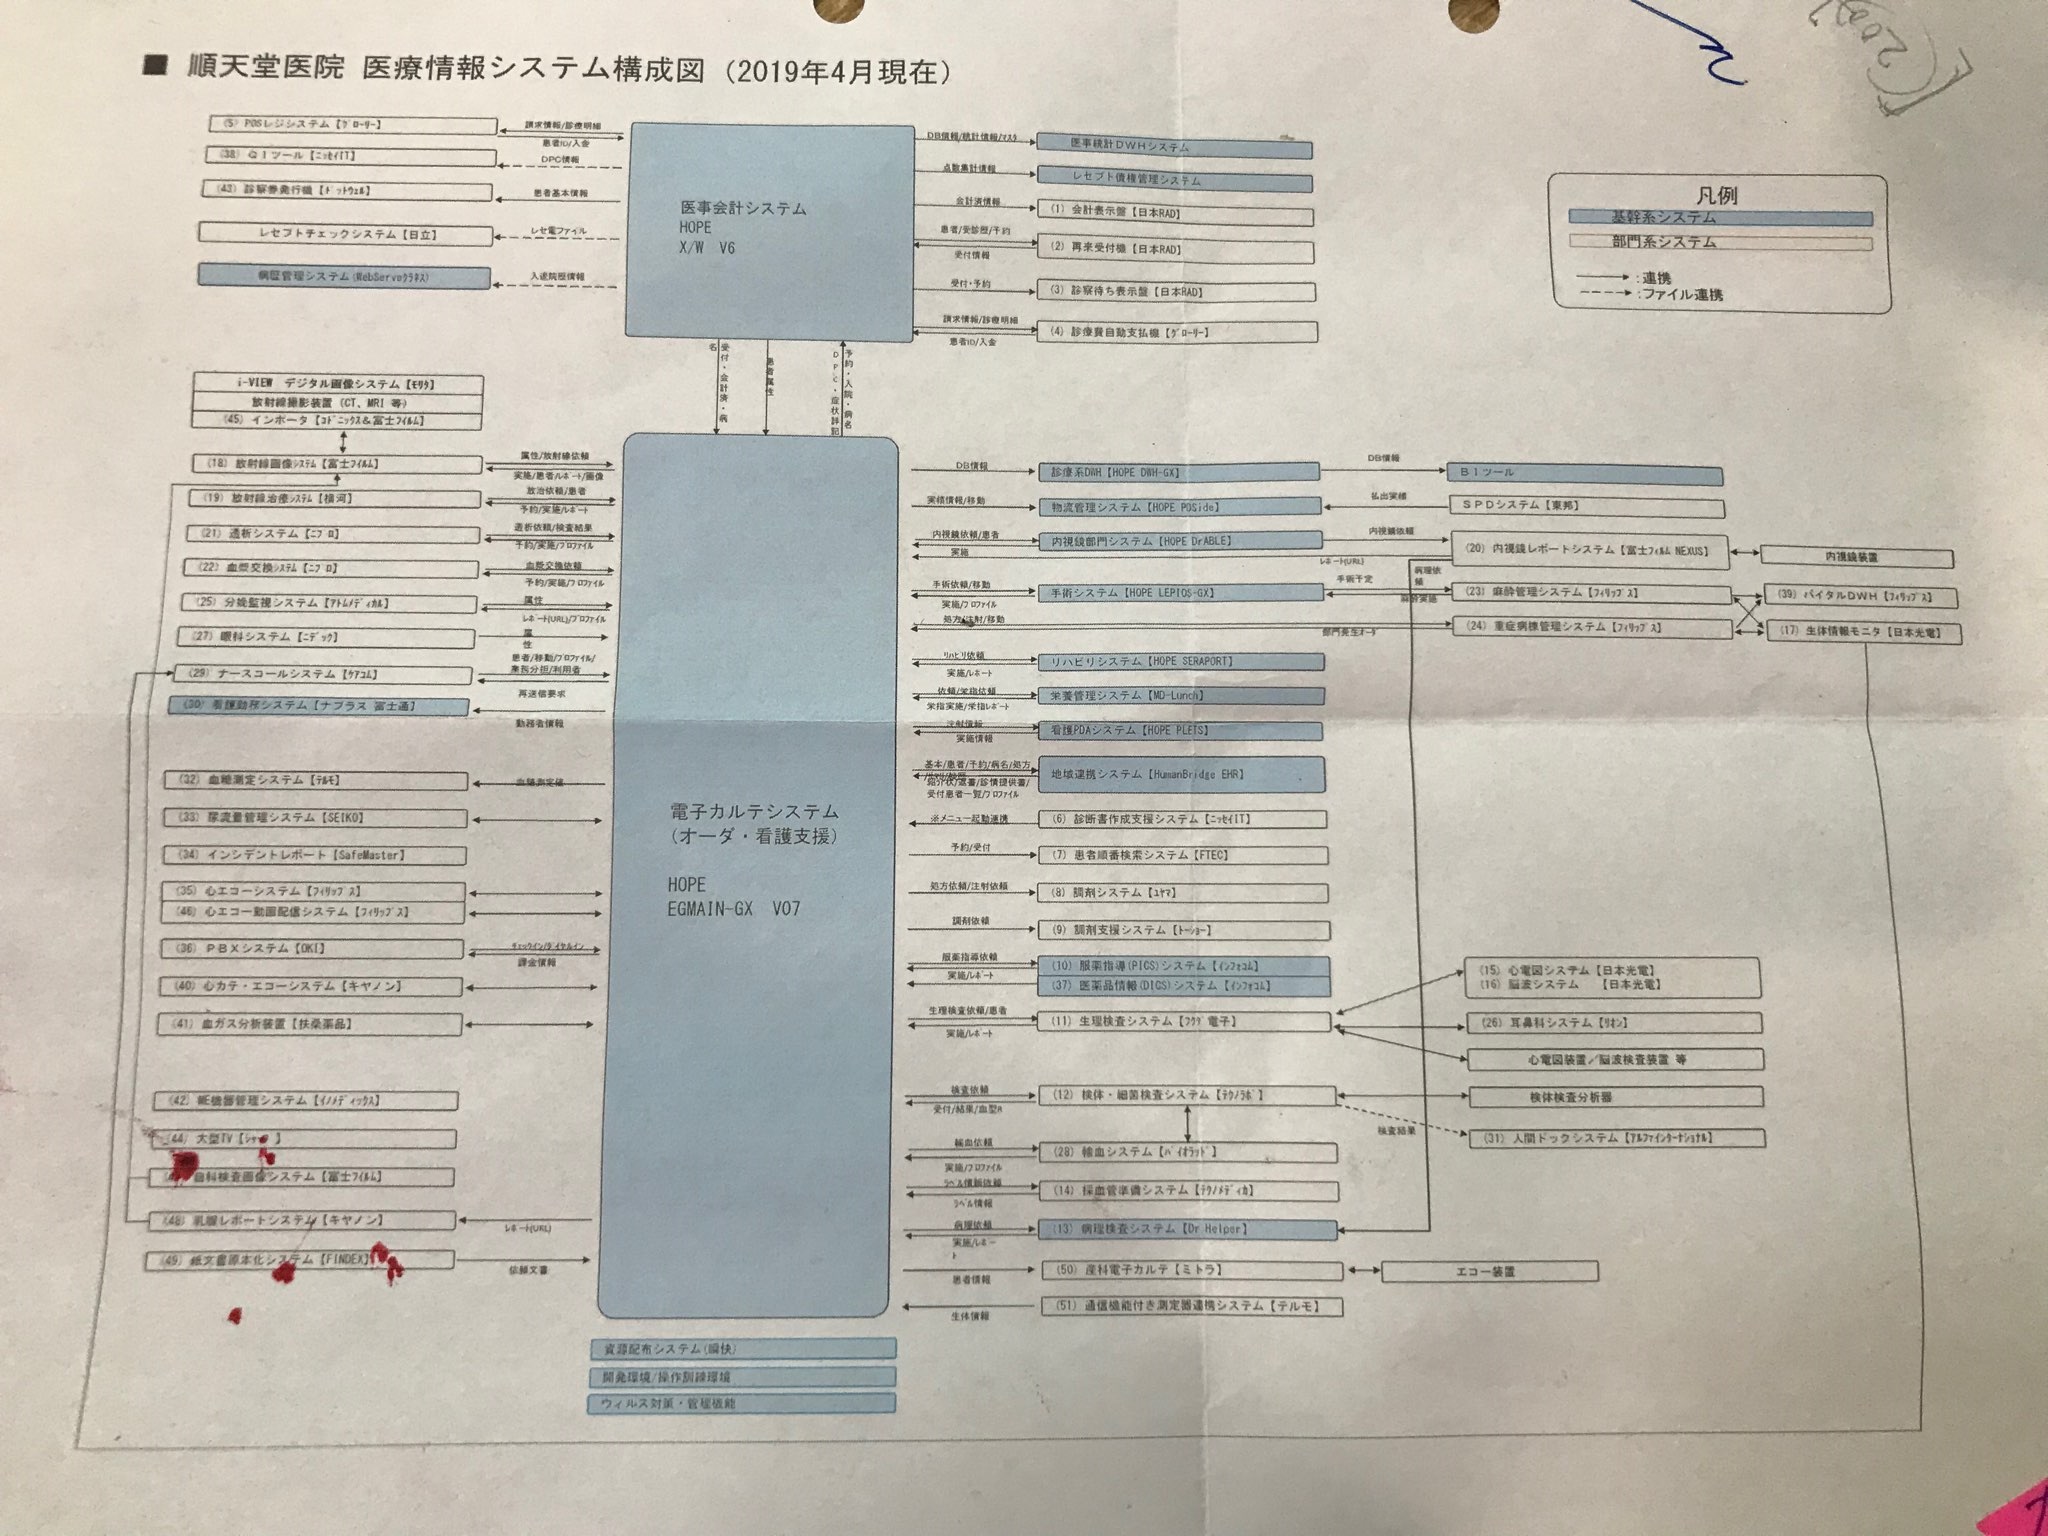 ■ 順天堂医院 医療情報システム構成図（2019年4月現在）
(5) POSレジシステム【ｸﾞﾛｰﾘｰ】
請求情報/診療明細
患者ID/入金
(38) QIツール【ﾆｯｾｲIT】
DPC情報
(43) 診察券発行機【ﾄﾞｯﾄｳｪﾙ】
患者基本情報
レセプトチェックシステム【日立】
レセ電ファイル
病歴管理システム(WebServeｸﾗﾈｽ)
入退院歴情報
医事会計システム
HOPE
X/W V6
DB情報/統計情報/ﾏｽﾀ
医事統計DWHシステム
点数集計情報
レセプト債権管理システム
会計済情報
(1) 会計表示盤【日本RAD】
患者/受診歴/予約
受付情報
(2) 再来受付機【日本RAD】
受付・予約
(3) 診察待ち表示盤【日本RAD】
請求情報/診療明細
患者ID/入金
(4) 診療費自動支払機【ｸﾞﾛｰﾘｰ】
凡例
基幹系システム
部門系システム
：連携
：ファイル連携
受付・会計済・病名
患者属性
予約・入院・病名
DPC・症状詳記
i-VIEW デジタル画像システム【ﾓﾘﾀ】
放射線撮影装置（CT、MRI 等）
(45) インポータ【ｺﾄﾞﾆｯｸｽ＆富士ﾌｲﾙﾑ】
(18) 放射線画像ｼｽﾃﾑ【富士ﾌｲﾙﾑ】
属性/放射線依頼
実施/患者/ﾚﾎﾟｰﾄ/画像
(19) 放射線治療ｼｽﾃﾑ【横河】
放治依頼/患者
予約/実施/ﾚﾎﾟｰﾄ
(21) 透析システム【ﾆﾌﾟﾛ】
透析依頼/検査結果
予約/実施/ﾌﾟﾛﾌｧｲﾙ
(22) 血漿交換ｼｽﾃﾑ【ﾆﾌﾟﾛ】
血漿交換依頼
予約/実施/ﾌﾟﾛﾌｧｲﾙ
(25) 分娩監視システム【ｱﾄﾑﾒﾃﾞｨｶﾙ】
属性
ﾚﾎﾟｰﾄ(URL)/ﾌﾟﾛﾌｧｲﾙ
(27) 眼科システム【ﾆﾃﾞｯｸ】
属性
(29) ナースコールシステム【ｹｱｺﾑ】
患者/移動/ﾌﾟﾛﾌｧｲﾙ/
業務分担/利用者
再送信要求
(30) 看護勤務システム【ナプラス 富士通】
勤務者情報
(32) 血糖測定システム【ﾃﾙﾓ】
血糖測定値
(33) 尿流量管理システム【SEIKO】
(34) インシデントレポート【SafeMaster】
(35) 心エコーシステム【ﾌｨﾘｯﾌﾟｽ】
(46) 心エコー動画配信システム【ﾌｨﾘｯﾌﾟｽ】
(36) PBXシステム【OKI】
ﾁｪｯｸｲﾝ/ﾀﾞｲﾔﾙｲﾝ
課金情報
(40) 心カテ・エコーシステム【キヤノン】
(41) 血ガス分析装置【扶桑薬品】
(42) ME機器管理システム【ｲﾉﾒﾃﾞｨｯｸｽ】
(44) 大型TV
眼科検査画像システム【富士ﾌｲﾙﾑ】
(48) 乳腺レポートシステム【キヤノン】
ﾚﾎﾟｰﾄ(URL)
(49) 紙文書原本化システム【FINDEX】
依頼文書
電子カルテシステム
（オーダ・看護支援）
HOPE
EGMAIN-GX V07
DB情報
診療系DWH【HOPE DWH-GX】
DB情報
BIツール
実績情報/移動
物流管理システム【HOPE POSide】
払出実績
SPDシステム【東邦】
内視鏡依頼/患者
実施
内視鏡部門システム【HOPE DrABLE】
内視鏡依頼
ﾚﾎﾟｰﾄ(URL)
(20) 内視鏡レポートシステム【富士ﾌｲﾙﾑ NEXUS】
内視鏡装置
病理依頼
手術依頼/移動
実施/ﾌﾟﾛﾌｧｲﾙ
手術システム【HOPE LEPIOS-GX】
手術予定
麻酔実施
(23) 麻酔管理システム【ﾌｨﾘｯﾌﾟｽ】
(39) バイタルDWH【ﾌｨﾘｯﾌﾟｽ】
処方/注射/移動
部門発生ｵｰﾀﾞ
(24) 重症病棟管理システム【ﾌｨﾘｯﾌﾟｽ】
(17) 生体情報モニタ【日本光電】
ﾘﾊﾋﾞﾘ依頼
実施/ﾚﾎﾟｰﾄ
リハビリシステム【HOPE SERAPORT】
依頼/栄指依頼
栄指実施/栄指ﾚﾎﾟｰﾄ
栄養管理システム【MD-Lunch】
注射情報
実施情報
看護PDAシステム【HOPE PLETS】
基本/患者/予約/病名/処方
紹介状/返書/診情提供書/
受付患者一覧/ﾌﾟﾛﾌｧｲﾙ
地域連携システム【HumanBridge EHR】
※メニュー起動連携
(6) 診断書作成支援システム【ﾆｯｾｲIT】
予約/受付
(7) 患者順番検索システム【FTEC】
処方依頼/注射依頼
(8) 調剤システム【ﾕﾔﾏ】
調剤依頼
(9) 調剤支援システム【ﾄｰｼｮｰ】
服薬指導依頼
実施/ﾚﾎﾟｰﾄ
(10) 服薬指導(PICS)システム【ｲﾝﾌｫｺﾑ】
(37) 医薬品情報(DICS)システム【ｲﾝﾌｫｺﾑ】
生理検査依頼/患者
実施/ﾚﾎﾟｰﾄ
(11) 生理検査システム【ﾌｸﾀﾞ電子】
(15) 心電図システム【日本光電】
(16) 脳波システム 【日本光電】
(26) 耳鼻科システム【ﾘｵﾝ】
心電図装置／脳波検査装置 等
検査依頼
受付/結果/血型R
(12) 検体・細菌検査システム【ﾃｸﾉﾗﾎﾞ】
検体検査分析器
検査結果
(31) 人間ドックシステム【ｱﾙﾌｧｲﾝﾀｰﾅｼｮﾅﾙ】
輸血依頼
実施/ﾌﾟﾛﾌｧｲﾙ
(28) 輸血システム【ﾊﾞｲｵﾗｯﾄﾞ】
ﾗﾍﾞﾙ情報依頼
ﾗﾍﾞﾙ情報
(14) 採血管準備システム【ﾃｸﾉﾒﾃﾞｨｶ】
病理依頼
実施/ﾚﾎﾟｰﾄ
(13) 病理検査システム【Dr Helper】
患者情報
(50) 産科電子カルテ【ミトラ】
エコー装置
生体情報
(51) 通信機能付き測定器連携システム【テルモ】
資源配布システム(瞬快)
開発環境/操作訓練環境
ウィルス対策・管理機能